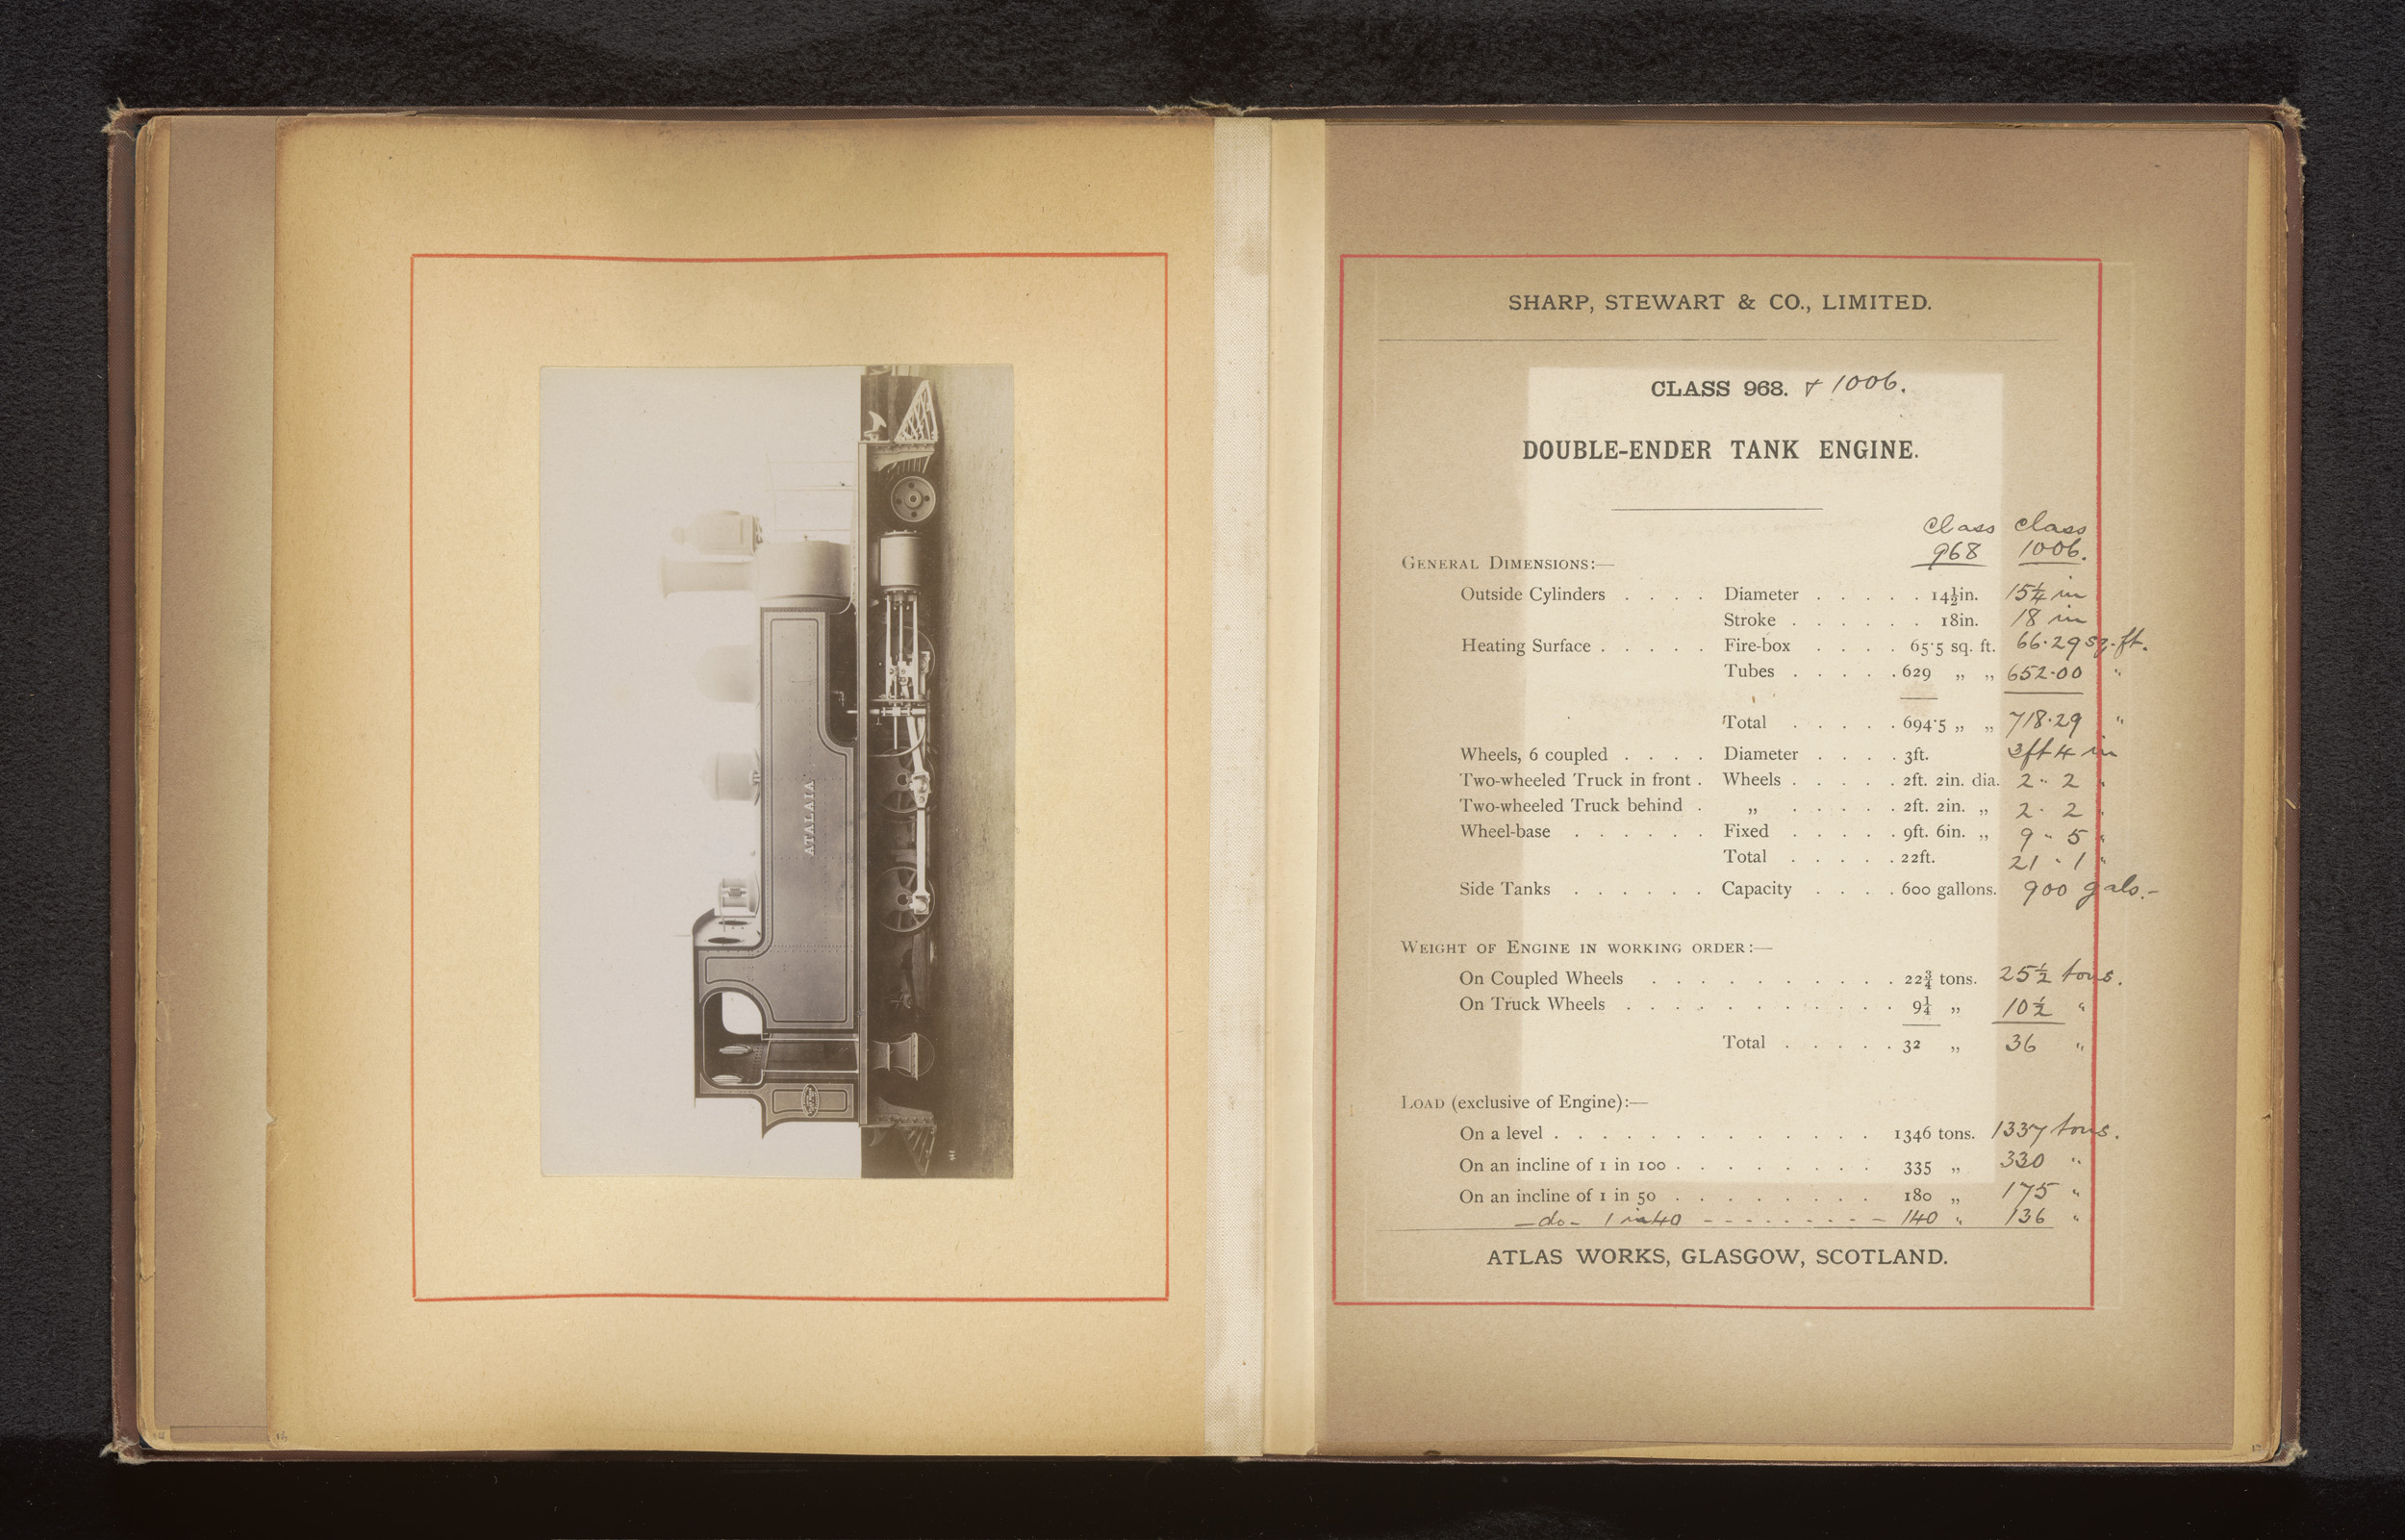 ATALAIA
SHARP, STEWART & CO., LIMITED.
CLASS 968. & 1006.
DOUBLE-ENDER TANK ENGINE.
Class Class
968 1006.
GENERAL DIMENSIONS:—
Outside Cylinders . . . . Diameter . . . . . . 14½in. 15¼ in
Stroke . . . . . . 18in. 18 in
Heating Surface . . . . . Fire-box . . . . 65·5 sq. ft. 66·29 sq. ft.
Tubes . . . . . 629 „ „ 652·00 "
Total . . . . . 694·5 „ „ 718·29 "
Wheels, 6 coupled . . . . Diameter . . . . 3ft. 3ft 4 in
Two-wheeled Truck in front . Wheels . . . . . 2ft. 2in. dia. 2 " 2 "
Two-wheeled Truck behind . „ . . . . . 2ft. 2in. „ 2 " 2 "
Wheel-base . . . . . . Fixed . . . . . 9ft. 6in. „ 9 " 5 "
Total . . . . . 22ft. 21 " 1 "
Side Tanks . . . . . . Capacity . . . . 600 gallons. 900 gals.-
WEIGHT OF ENGINE IN WORKING ORDER:—
On Coupled Wheels . . . . . . . . . . 22¾ tons. 25½ tons.
On Truck Wheels . . . . . . . . . . . 9¼ „ 10½ "
Total . . . . . 32 „ 36 "
LOAD (exclusive of Engine):—
On a level . . . . . . . . . . . . . 1346 tons. 1337 tons.
On an incline of 1 in 100 . . . . . . . . 335 „ 330 "
On an incline of 1 in 50 . . . . . . . . 180 „ 175 "
—do— 1 in 40 - - - - - - - - - 140 " 136 "
ATLAS WORKS, GLASGOW, SCOTLAND.